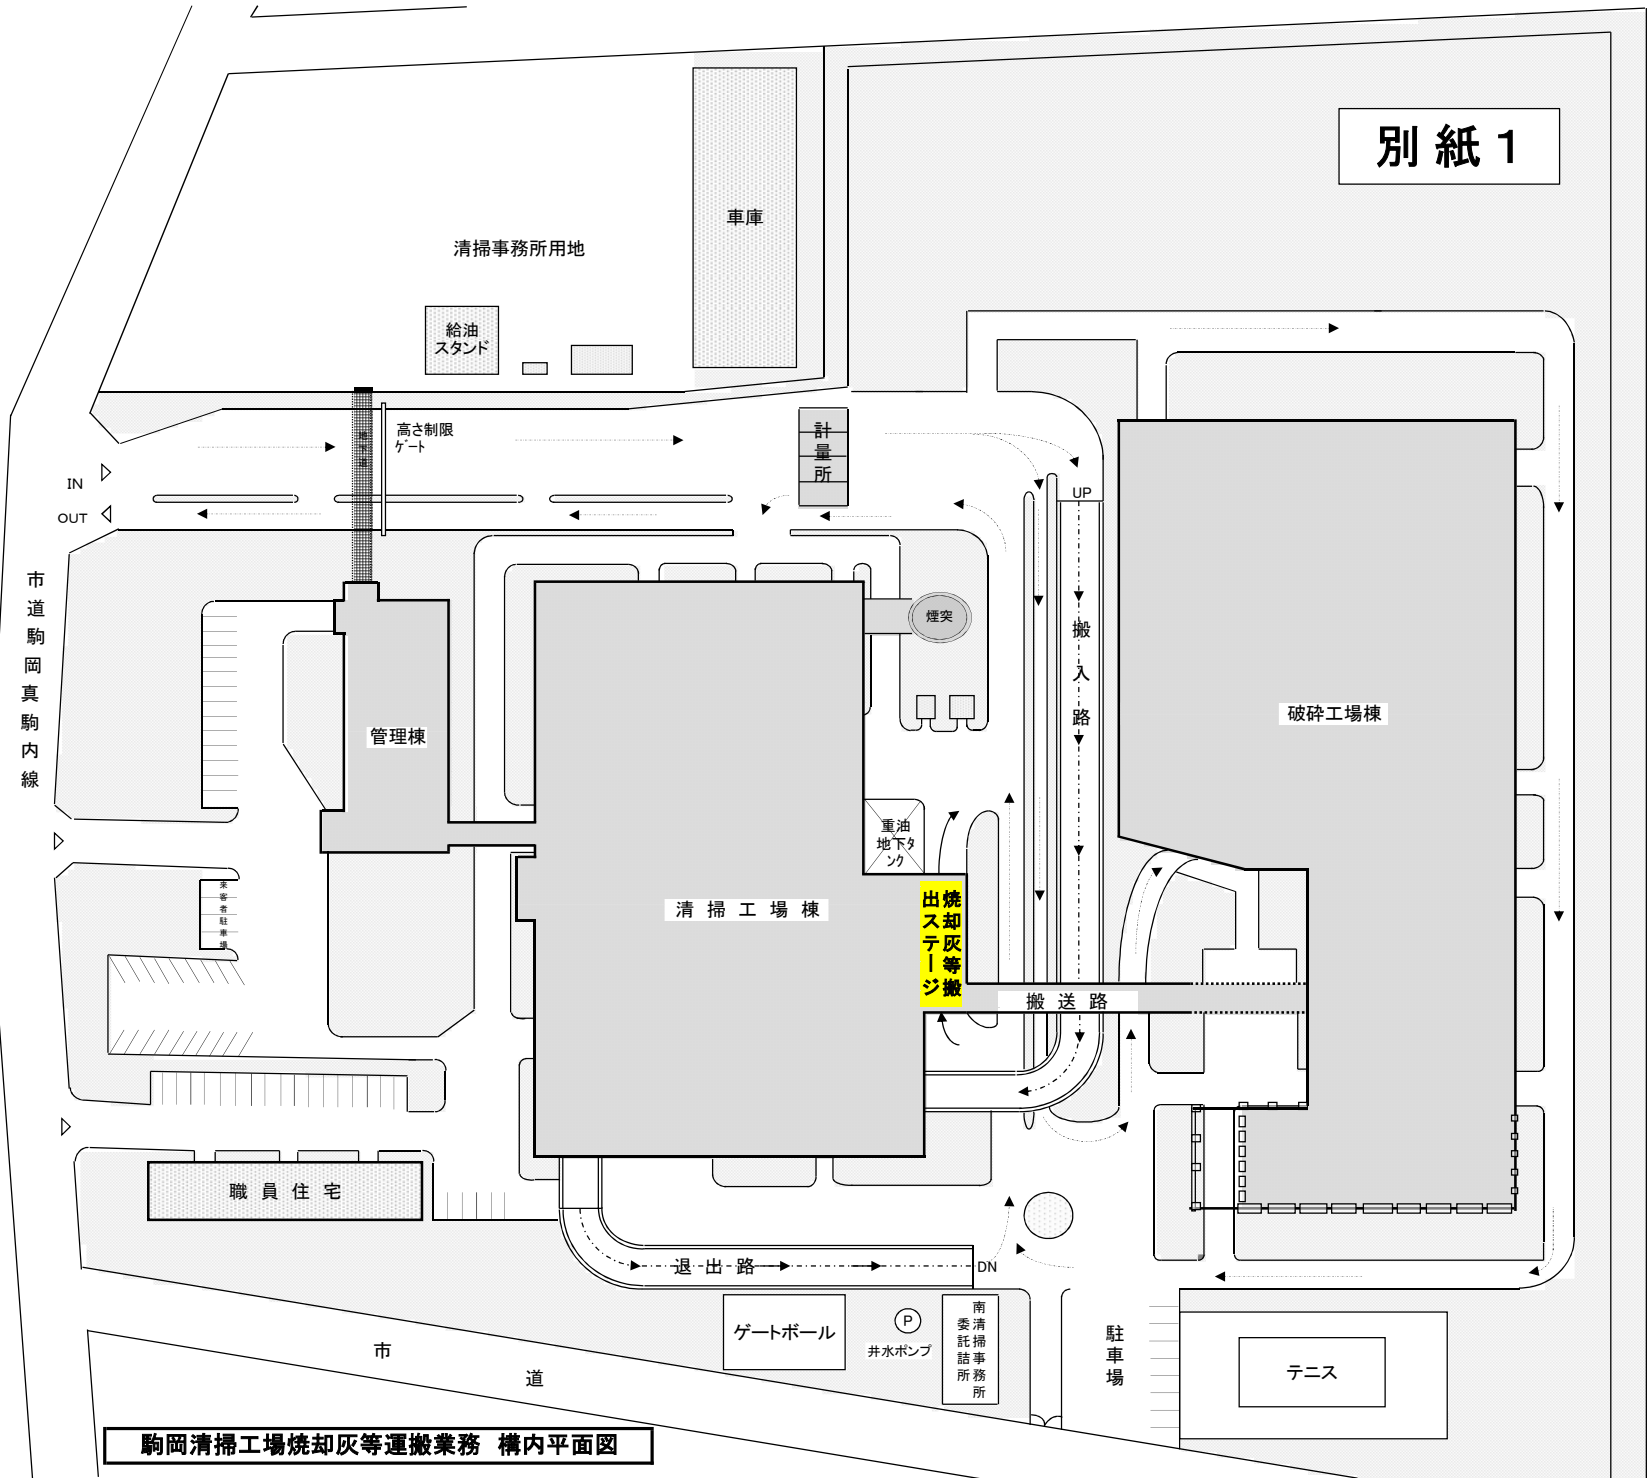 別紙1
車庫
清掃事務所用地
給油
スタンド
高さ制限
ゲート
地下道
計量所
IN
OUT
UP
市道駒岡真駒内線
煙突
搬入路
破砕工場棟
管理棟
重油
地下タ
ンク
清掃工場棟
焼却灰等搬
出ステージ
来客者駐車場
搬送路
職員住宅
退出路
DN
ゲートボール
P
井水ポンプ
南清掃事務所
委託詰所
駐車場
テニス
市道
駒岡清掃工場焼却灰等運搬業務 構内平面図